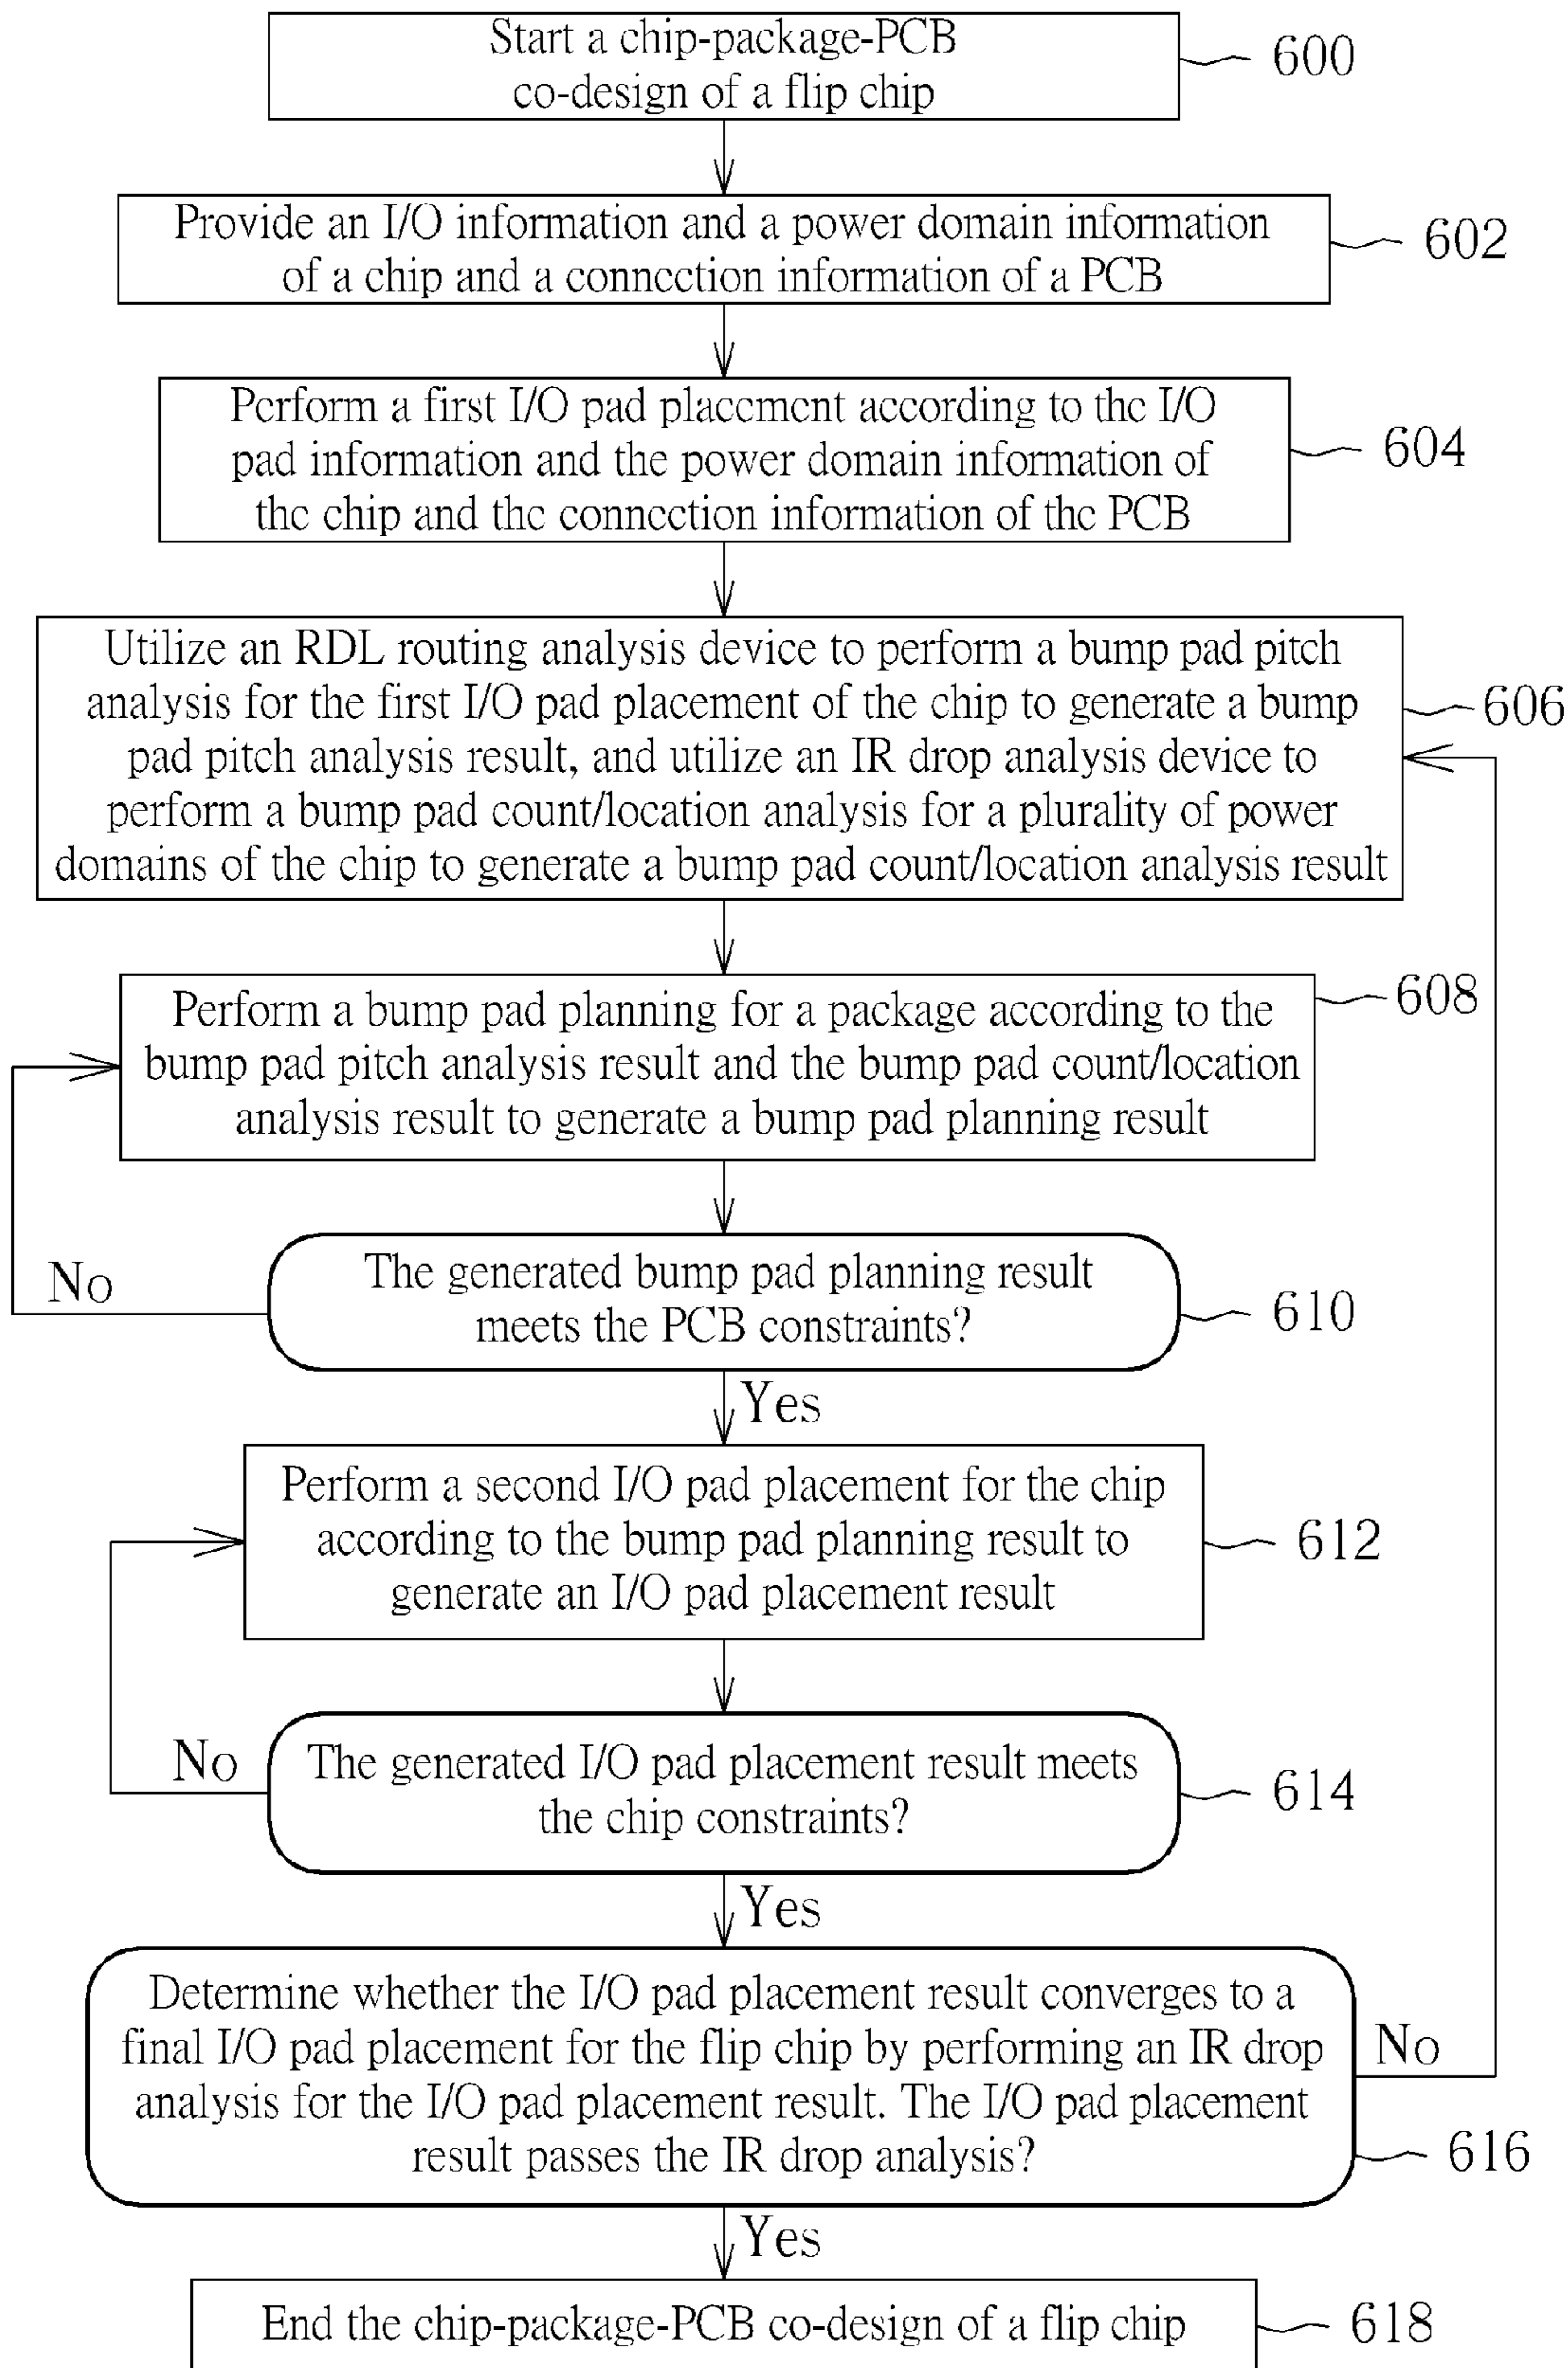 Start a chip-package-PCB
co-design of a flip chip
600
Provide an I/O information and a power domain information
of a chip and a connection information of a PCB
602
Perform a first I/O pad placement according to the I/O
pad information and the power domain information of
the chip and the connection information of the PCB
604
Utilize an RDL routing analysis device to perform a bump pad pitch
analysis for the first I/O pad placement of the chip to generate a bump
pad pitch analysis result, and utilize an IR drop analysis device to
perform a bump pad count/location analysis for a plurality of power
domains of the chip to generate a bump pad count/location analysis result
606
Perform a bump pad planning for a package according to the
bump pad pitch analysis result and the bump pad count/location
analysis result to generate a bump pad planning result
608
The generated bump pad planning result
meets the PCB constraints?
610
No
Yes
Perform a second I/O pad placement for the chip
according to the bump pad planning result to
generate an I/O pad placement result
612
The generated I/O pad placement result meets
the chip constraints?
614
No
Yes
Determine whether the I/O pad placement result converges to a
final I/O pad placement for the flip chip by performing an IR drop
analysis for the I/O pad placement result. The I/O pad placement
result passes the IR drop analysis?
616
No
Yes
End the chip-package-PCB co-design of a flip chip
618